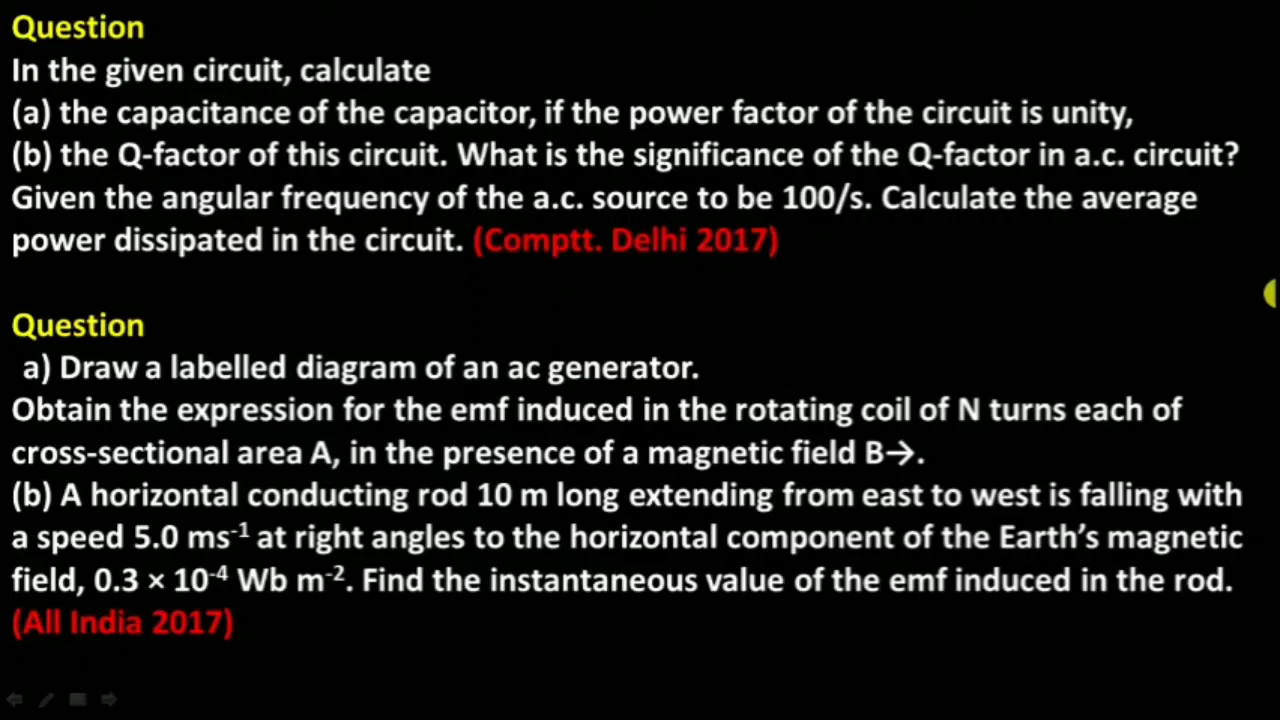 Question
In the given circuit, calculate
(a) the capacitance of the capacitor, if the power factor of the circuit is unity,
(b) the Q-factor of this circuit. What is the significance of the Q-factor in a.c. circuit?
Given the angular frequency of the a.c. source to be 100/s. Calculate the average
power dissipated in the circuit. (Comptt. Delhi 2017)
Question
a) Draw a labelled diagram of an ac generator.
Obtain the expression for the emf induced in the rotating coil of N turns each of
cross-sectional area A, in the presence of a magnetic field B→.
(b) A horizontal conducting rod 10 m long extending from east to west is falling with
a speed 5.0 ms⁻¹ at right angles to the horizontal component of the Earth’s magnetic
field, 0.3 × 10⁻⁴ Wb m⁻². Find the instantaneous value of the emf induced in the rod.
(All India 2017)